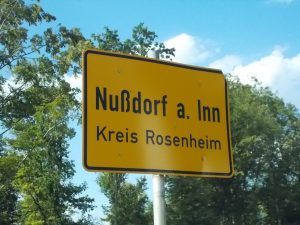 Nußdorf a. Inn
Kreis Rosenheim